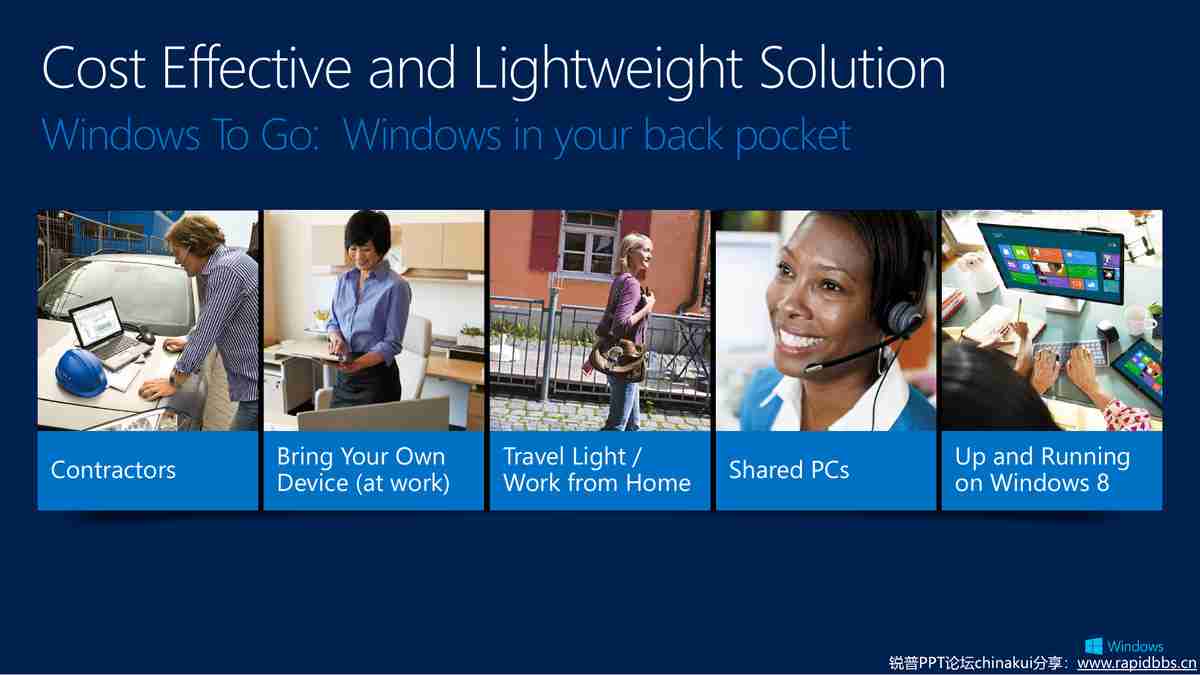 Cost Effective and Lightweight Solution
Windows To Go:  Windows in your back pocket
Contractors
Bring Your Own
Device (at work)
Travel Light /
Work from Home
Shared PCs
Up and Running
on Windows 8
Windows
锐普PPT论坛chinakui分享：www.rapidbbs.cn